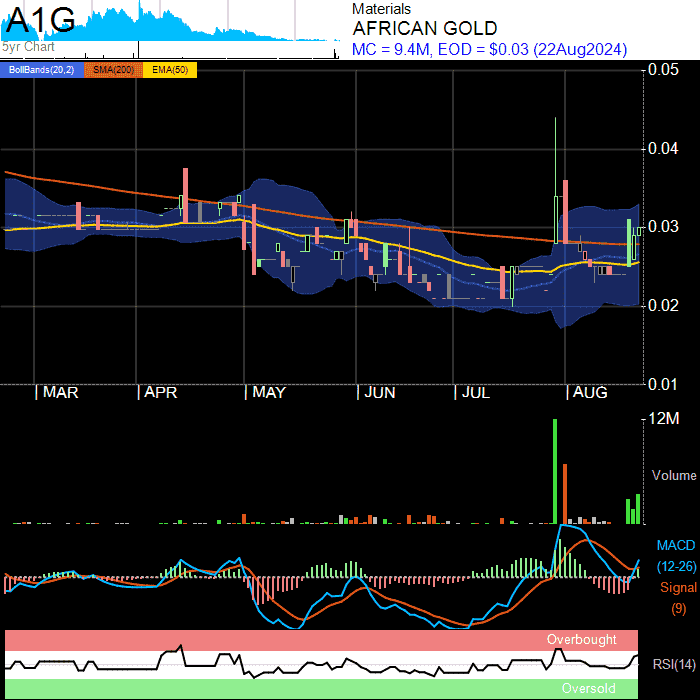 A1G
5yr Chart
Materials
AFRICAN GOLD
MC = 9.4M, EOD = $0.03 (22Aug2024)
BollBands(20,2) SMA(200) EMA(50)
0.05
0.04
0.03
0.02
0.01
| MAR | APR | MAY | JUN | JUL | AUG
12M
Volume
MACD
(12-26)
Signal
(9)
Overbought
RSI(14)
Oversold